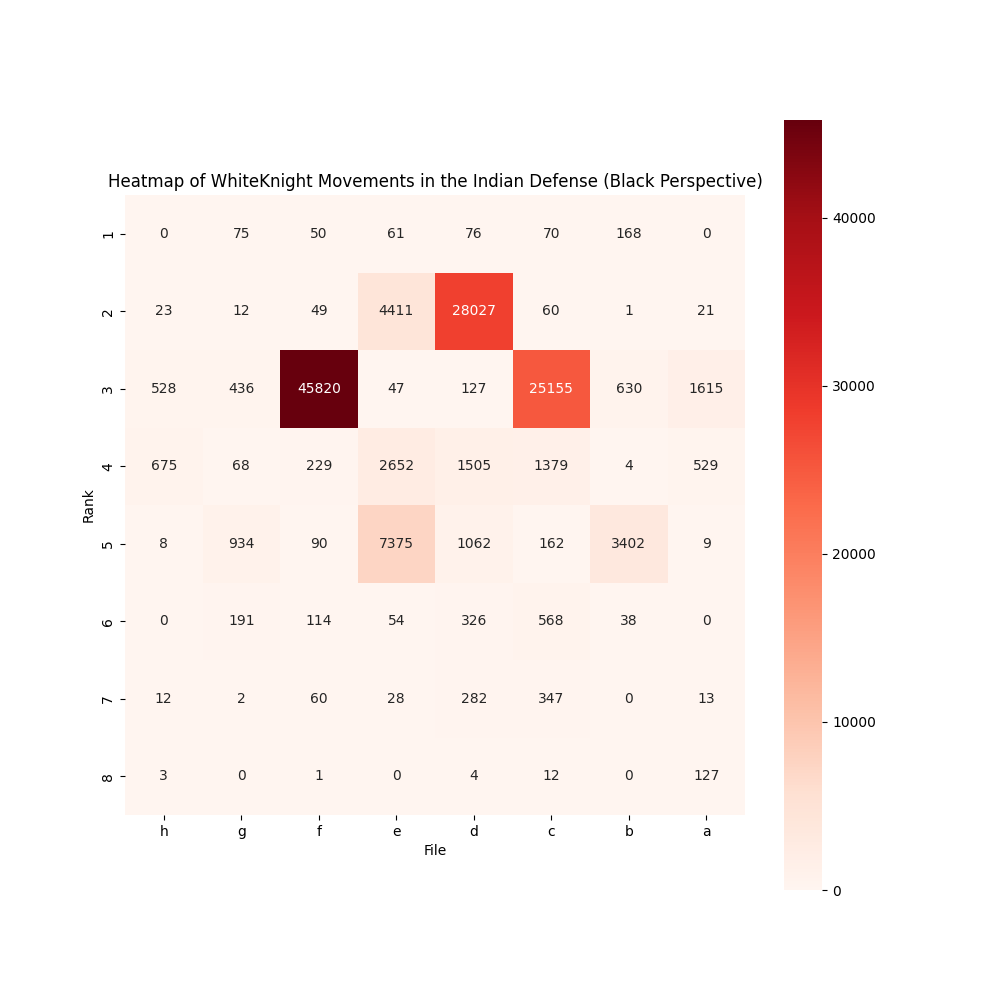 Heatmap of WhiteKnight Movements in the Indian Defense (Black Perspective)
1 0 75 50 61 76 70 168 0
2 23 12 49 4411 28027 60 1 21
3 528 436 45820 47 127 25155 630 1615
4 675 68 229 2652 1505 1379 4 529
5 8 934 90 7375 1062 162 3402 9
6 0 191 114 54 326 568 38 0
7 12 2 60 28 282 347 0 13
8 3 0 1 0 4 12 0 127
h g f e d c b a
File
Rank
40000
30000
20000
10000
0